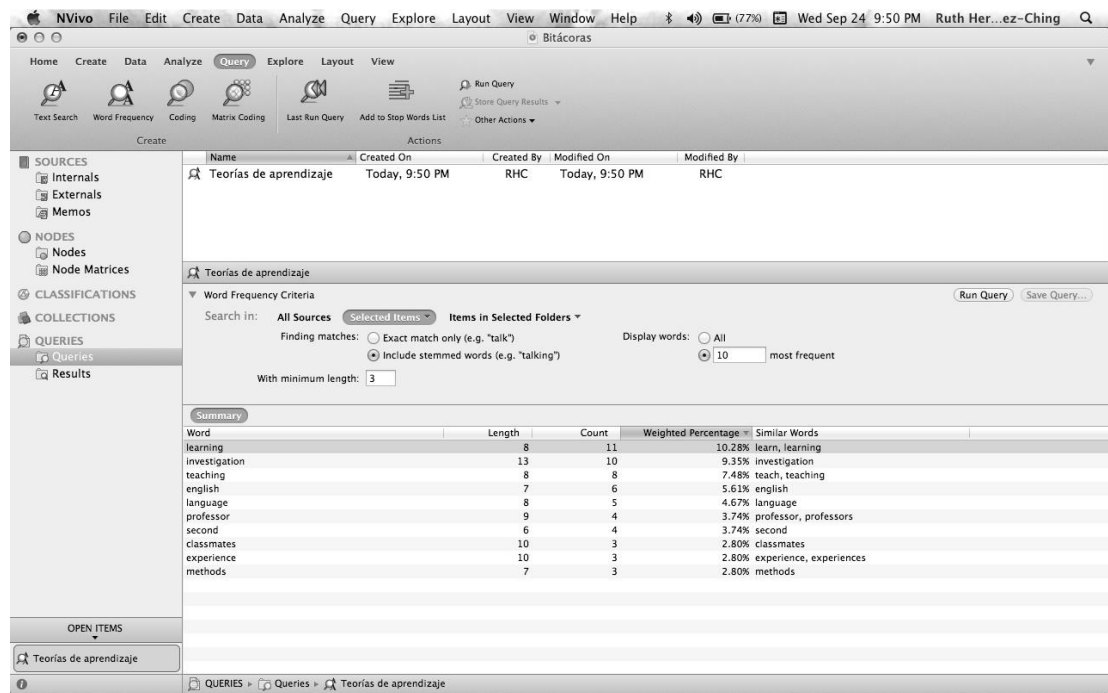 NVivo File Edit Create Data Analyze Query Explore Layout View Window Help (77%) Wed Sep 24 9:50 PM Ruth Her...ez-Ching
Bitácoras
Home Create Data Analyze Query Explore Layout View
Text Search Word Frequency Coding Matrix Coding Last Run Query Add to Stop Words List
Run Query
Store Query Results
Other Actions
Create Actions
SOURCES
Internals
Externals
Memos
NODES
Nodes
Node Matrices
CLASSIFICATIONS
COLLECTIONS
QUERIES
Queries
Results
OPEN ITEMS
Teorías de aprendizaje
Name Created On Created By Modified On Modified By
Teorías de aprendizaje Today, 9:50 PM RHC Today, 9:50 PM RHC
Teorías de aprendizaje
Word Frequency Criteria Run Query Save Query...
Search in: All Sources Selected Items Items in Selected Folders
Finding matches: Exact match only (e.g. "talk") Display words: All
Include stemmed words (e.g. "talking") 10 most frequent
With minimum length: 3
Summary
Word Length Count Weighted Percentage Similar Words
learning 8 11 10.28% learn, learning
investigation 13 10 9.35% investigation
teaching 8 8 7.48% teach, teaching
english 7 6 5.61% english
language 8 5 4.67% language
professor 9 4 3.74% professor, professors
second 6 4 3.74% second
classmates 10 3 2.80% classmates
experience 10 3 2.80% experience, experiences
methods 7 3 2.80% methods
QUERIES Queries Teorías de aprendizaje